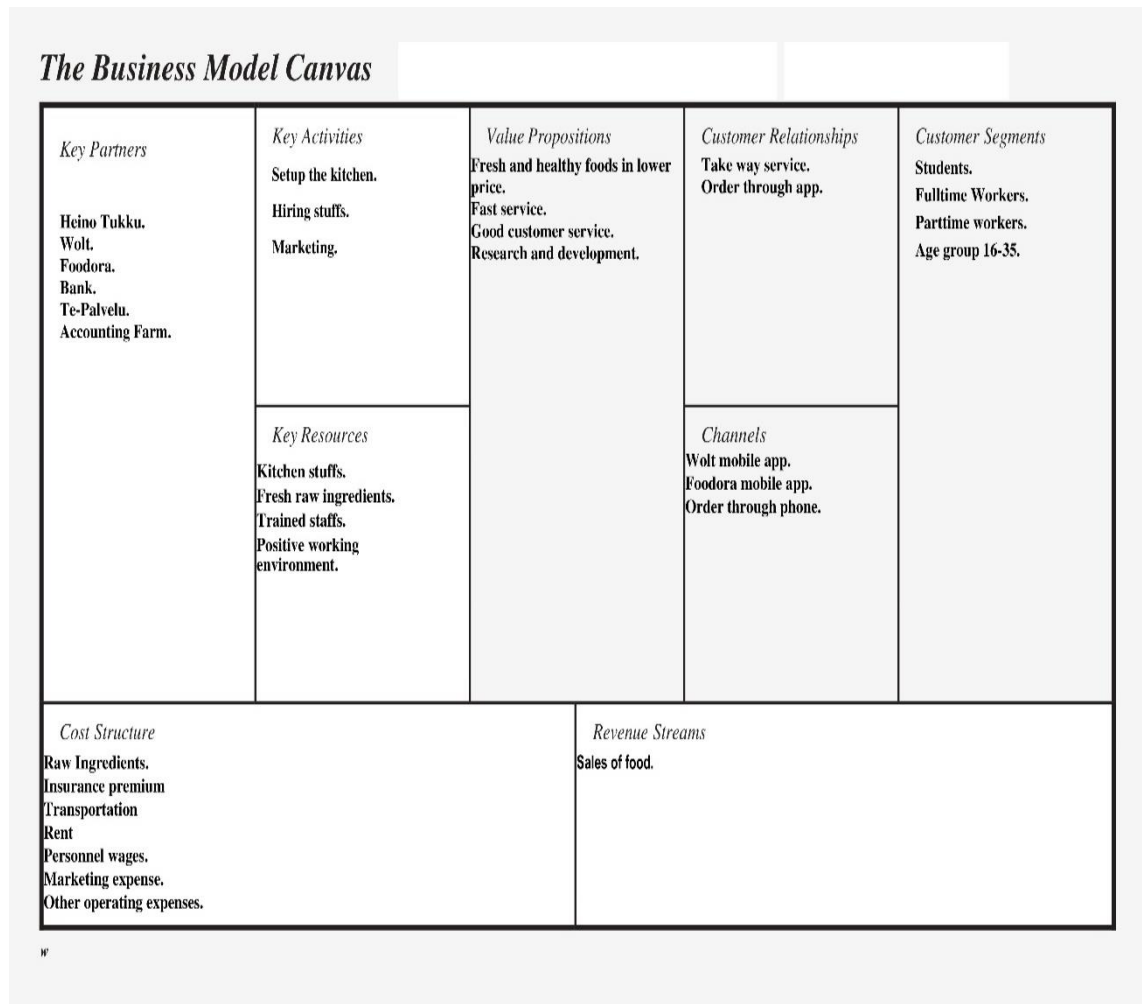 The Business Model Canvas
Key Partners
Heino Tukku.
Wolt.
Foodora.
Bank.
Te-Palvelu.
Accounting Farm.
Key Activities
Setup the kitchen.
Hiring stuffs.
Marketing.
Key Resources
Kitchen stuffs.
Fresh raw ingredients.
Trained staffs.
Positive working
environment.
Value Propositions
Fresh and healthy foods in lower
price.
Fast service.
Good customer service.
Research and development.
Customer Relationships
Take way service.
Order through app.
Channels
Wolt mobile app.
Foodora mobile app.
Order through phone.
Customer Segments
Students.
Fulltime Workers.
Parttime workers.
Age group 16-35.
Cost Structure
Raw Ingredients.
Insurance premium
Transportation
Rent
Personnel wages.
Marketing expense.
Other operating expenses.
Revenue Streams
Sales of food.
w